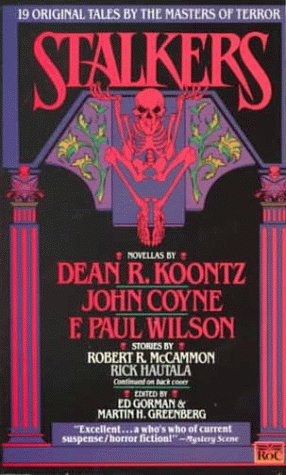 19 ORIGINAL TALES BY THE MASTERS OF TERROR
STALKERS
NOVELLAS BY
DEAN R. KOONTZ
JOHN COYNE
F. PAUL WILSON
STORIES BY
ROBERT R. McCAMMON
RICK HAUTALA
Continued on back cover
EDITED BY
ED GORMAN &
MARTIN H. GREENBERG
"Excellent...a who's who of current
suspense/horror fiction!"—Mystery Scene
ROC